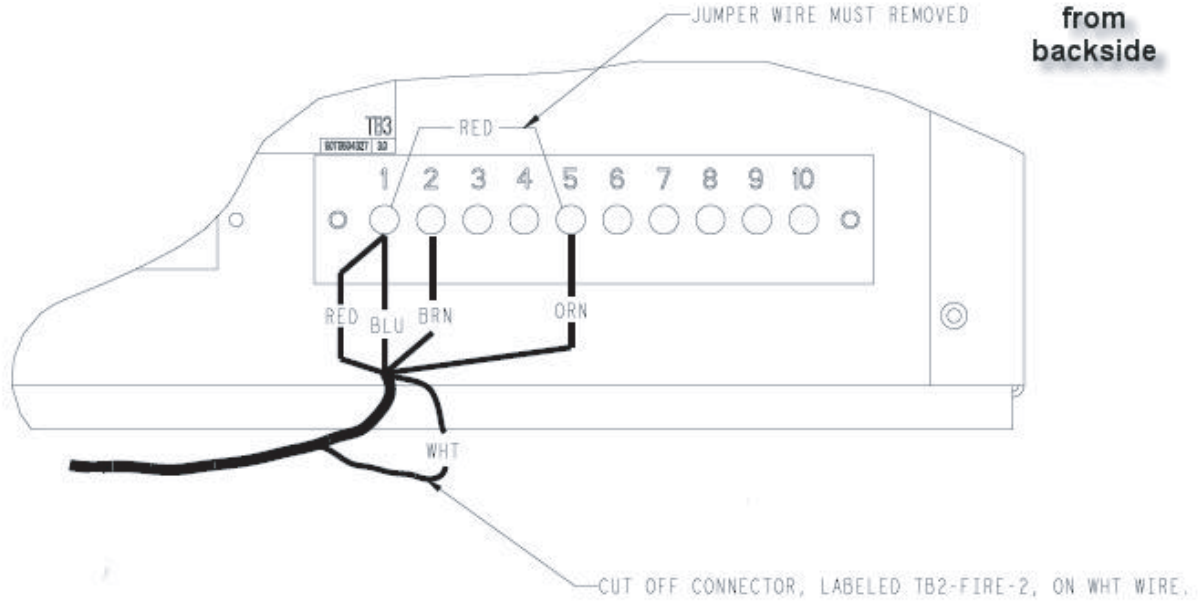 JUMPER WIRE MUST REMOVED
from
backside
TB3
RED
1 2 3 4 5 6 7 8 9 10
RED
BLU
BRN
ORN
WHT
CUT OFF CONNECTOR, LABELED TB2-FIRE-2, ON WHT WIRE.